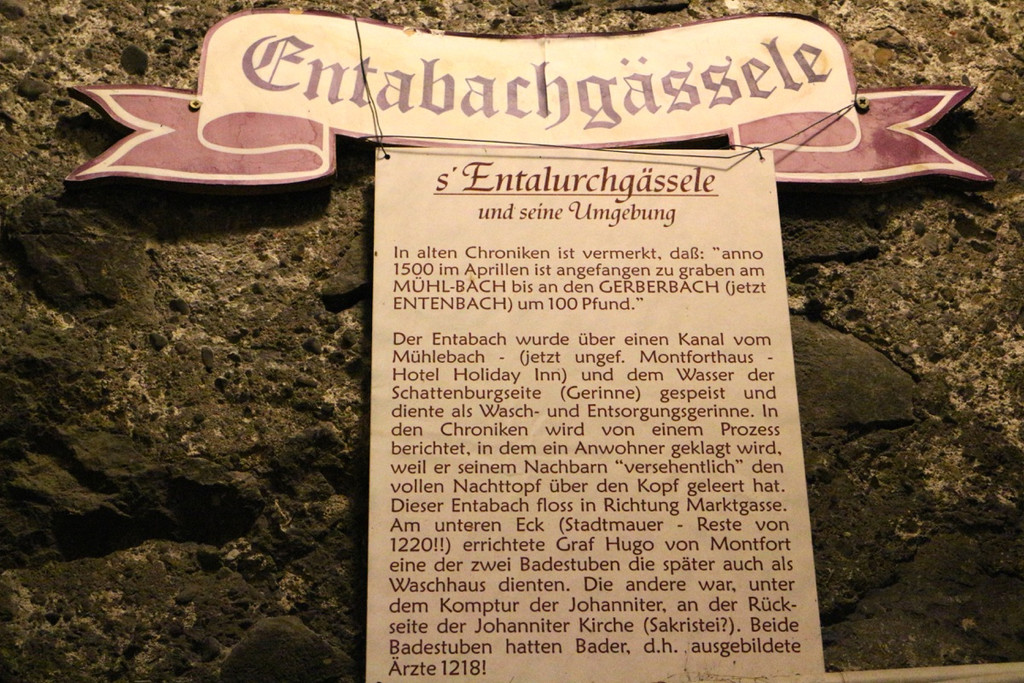 Entabachgässele
s' Entalurchgässele
und seine Umgebung
In alten Chroniken ist vermerkt, daß: "anno
1500 im Aprillen ist angefangen zu graben am
MÜHL-BACH bis an den GERBERBACH (jetzt
ENTENBACH) um 100 Pfund."
Der Entabach wurde über einen Kanal vom
Mühlebach - (jetzt ungef. Montforthaus -
Hotel Holiday Inn) und dem Wasser der
Schattenburgseite (Gerinne) gespeist und
diente als Wasch- und Entsorgungsgerinne. In
den Chroniken wird von einem Prozess
berichtet, in dem ein Anwohner geklagt wird,
weil er seinem Nachbarn "versehentlich" den
vollen Nachttopf über den Kopf geleert hat.
Dieser Entabach floss in Richtung Marktgasse.
Am unteren Eck (Stadtmauer - Reste von
1220!!) errichtete Graf Hugo von Montfort
eine der zwei Badestuben die später auch als
Waschhaus dienten. Die andere war, unter
dem Komptur der Johanniter, an der Rück-
seite der Johanniter Kirche (Sakristei?). Beide
Badestuben hatten Bader, d.h. ausgebildete
Ärzte 1218!